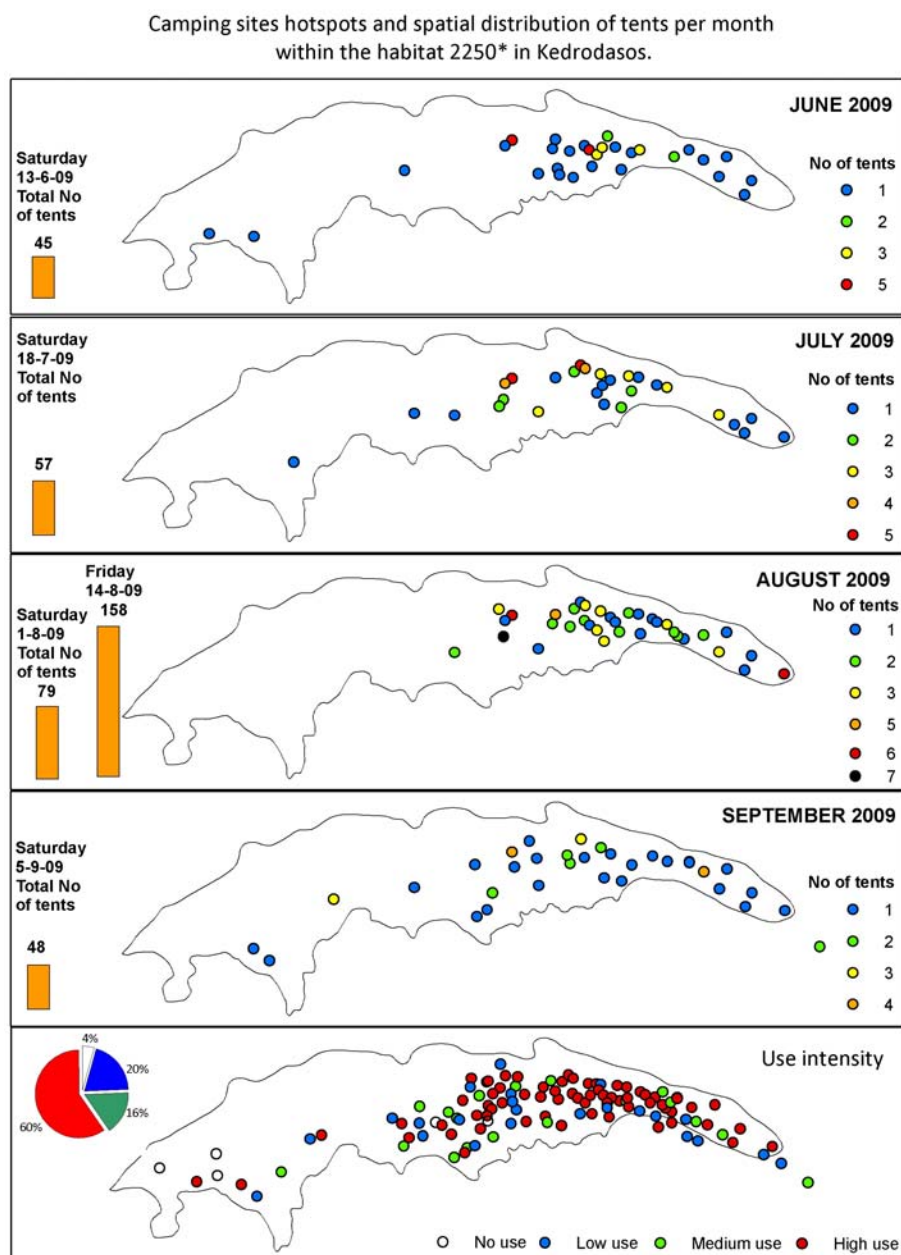 Camping sites hotspots and spatial distribution of tents per month
within the habitat 2250* in Kedrodasos.
JUNE 2009
Saturday
13-6-09
Total No
of tents
45
No of tents
1
2
3
5
JULY 2009
Saturday
18-7-09
Total No
of tents
57
No of tents
1
2
3
4
5
AUGUST 2009
Friday
14-8-09
158
Saturday
1-8-09
Total No
of tents
79
No of tents
1
2
3
5
6
7
SEPTEMBER 2009
Saturday
5-9-09
Total No
of tents
48
No of tents
1
2
3
4
Use intensity
4%
20%
16%
60%
No use
Low use
Medium use
High use